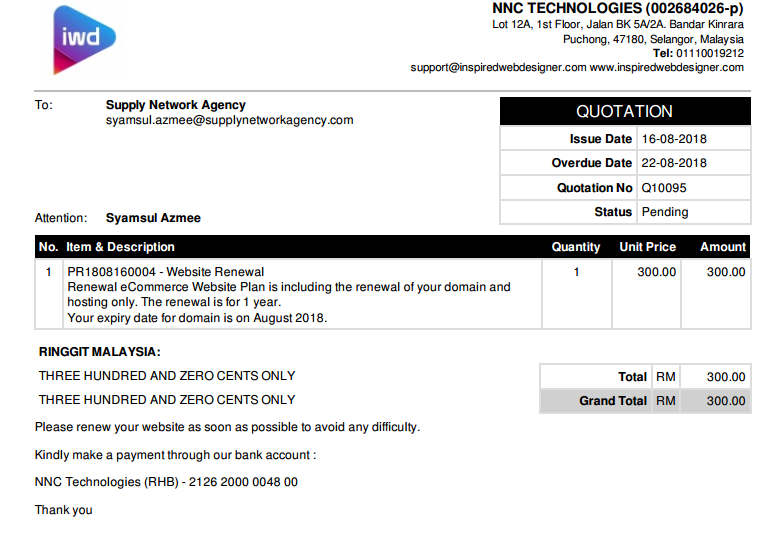 iwd
NNC TECHNOLOGIES (002684026-p)
Lot 12A, 1st Floor, Jalan BK 5A/2A. Bandar Kinrara
Puchong, 47180, Selangor, Malaysia
Tel: 01110019212
support@inspiredwebdesigner.com www.inspiredwebdesigner.com
To: Supply Network Agency
syamsul.azmee@supplynetworkagency.com
Attention: Syamsul Azmee
QUOTATION
Issue Date 16-08-2018
Overdue Date 22-08-2018
Quotation No Q10095
Status Pending
No. Item & Description Quantity Unit Price Amount
1 PR1808160004 - Website Renewal 1 300.00 300.00
Renewal eCommerce Website Plan is including the renewal of your domain and
hosting only. The renewal is for 1 year.
Your expiry date for domain is on August 2018.
RINGGIT MALAYSIA:
THREE HUNDRED AND ZERO CENTS ONLY
THREE HUNDRED AND ZERO CENTS ONLY
Total RM 300.00
Grand Total RM 300.00
Please renew your website as soon as possible to avoid any difficulty.
Kindly make a payment through our bank account :
NNC Technologies (RHB) - 2126 2000 0048 00
Thank you